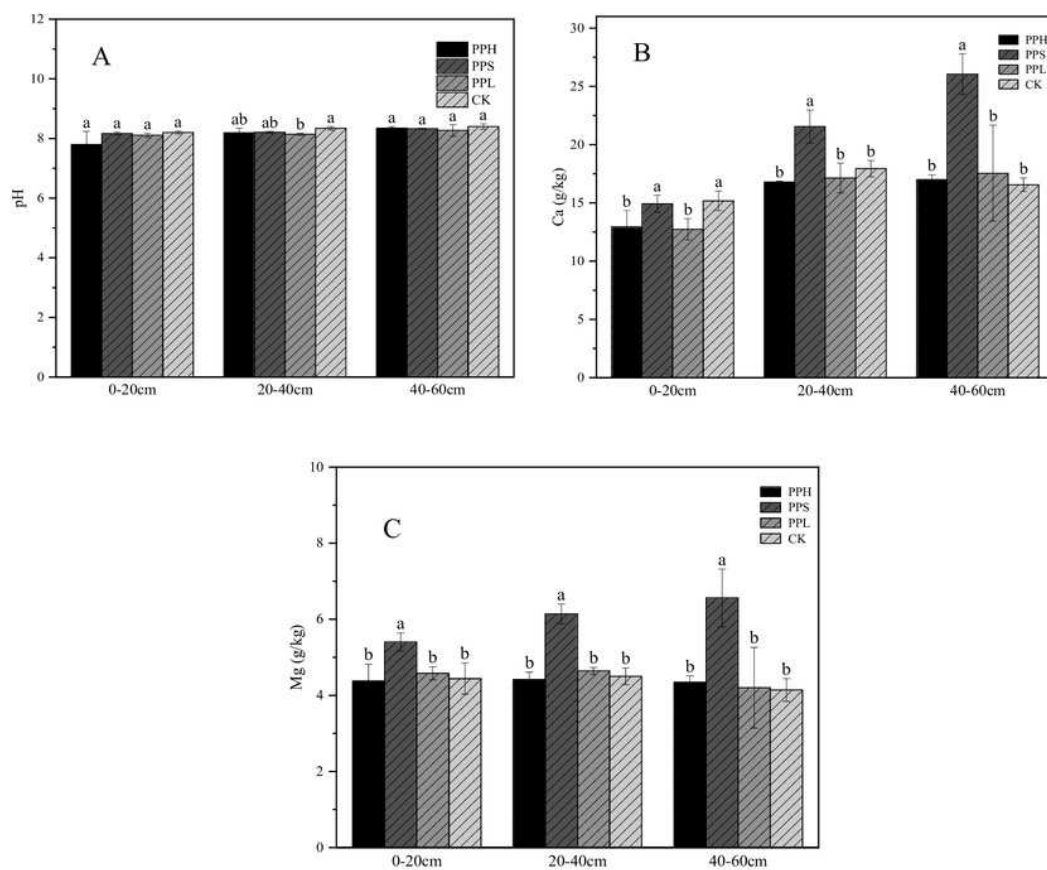 12
10
8
6
4
2
0
pH
A
PPH
PPS
PPL
CK
a a a a
ab ab b a
a a a a
0-20cm 20-40cm 40-60cm
30
25
20
15
10
5
0
Ca (g/kg)
B
PPH
PPS
PPL
CK
b a b a
b a b b
b a b b
0-20cm 20-40cm 40-60cm
10
8
6
4
2
0
Mg (g/kg)
C
PPH
PPS
PPL
CK
b a b b
b a b b
b a b b
0-20cm 20-40cm 40-60cm